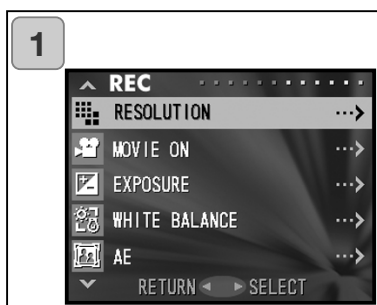 1
REC
RESOLUTION
MOVIE ON
EXPOSURE
WHITE BALANCE
AE
RETURN SELECT